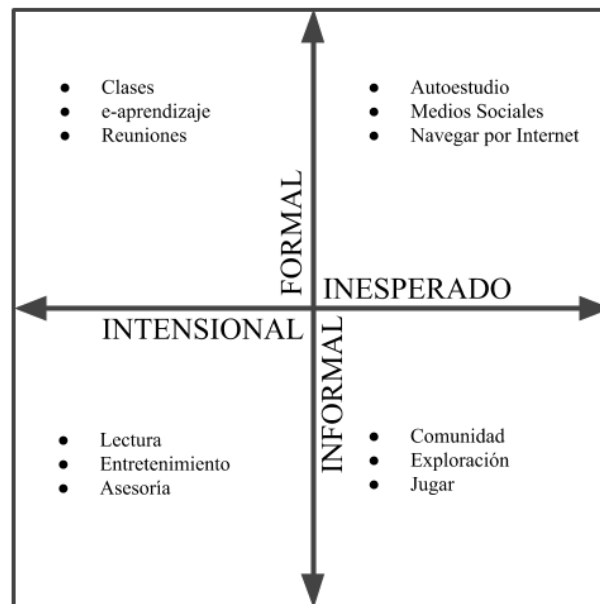 • Clases
• e-aprendizaje
• Reuniones
• Autoestudio
• Medios Sociales
• Navegar por Internet
FORMAL
INESPERADO
INTENSIONAL
INFORMAL
• Lectura
• Entretenimiento
• Asesoría
• Comunidad
• Exploración
• Jugar